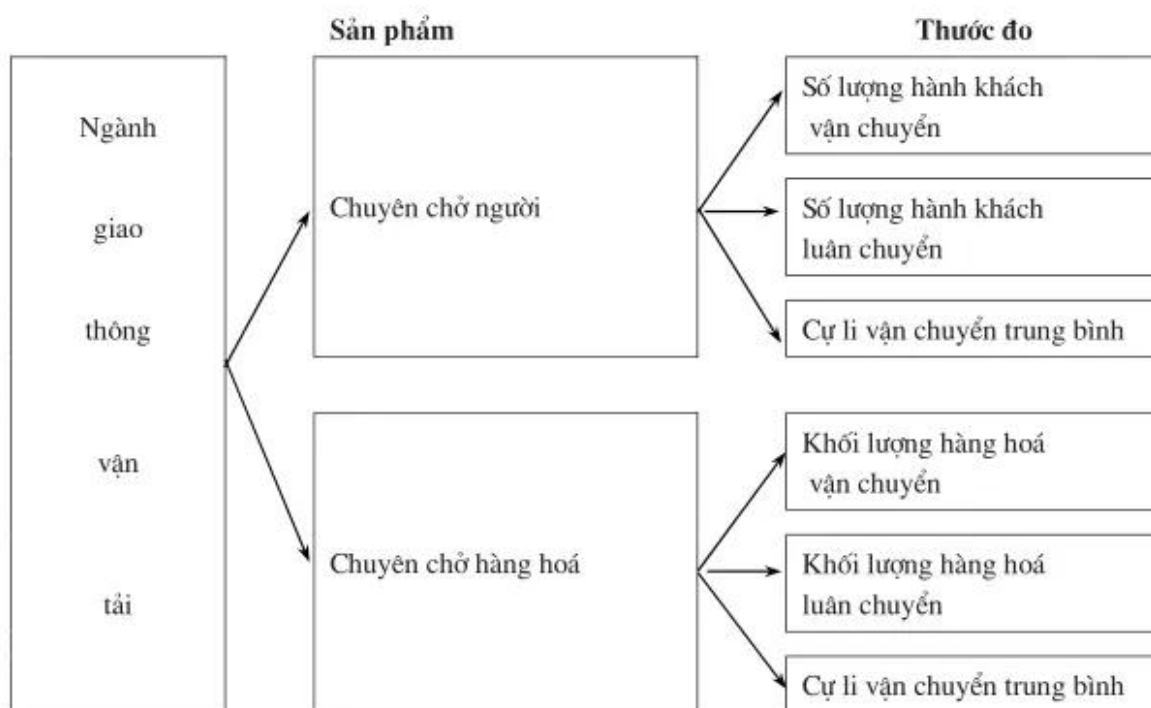 Sản phẩm
Thước đo
Ngành
giao
thông
vận
tải
Chuyên chở người
Số lượng hành khách
vận chuyển
Số lượng hành khách
luân chuyển
Cự li vận chuyển trung bình
Chuyên chở hàng hoá
Khối lượng hàng hoá
vận chuyển
Khối lượng hàng hoá
luân chuyển
Cự li vận chuyển trung bình